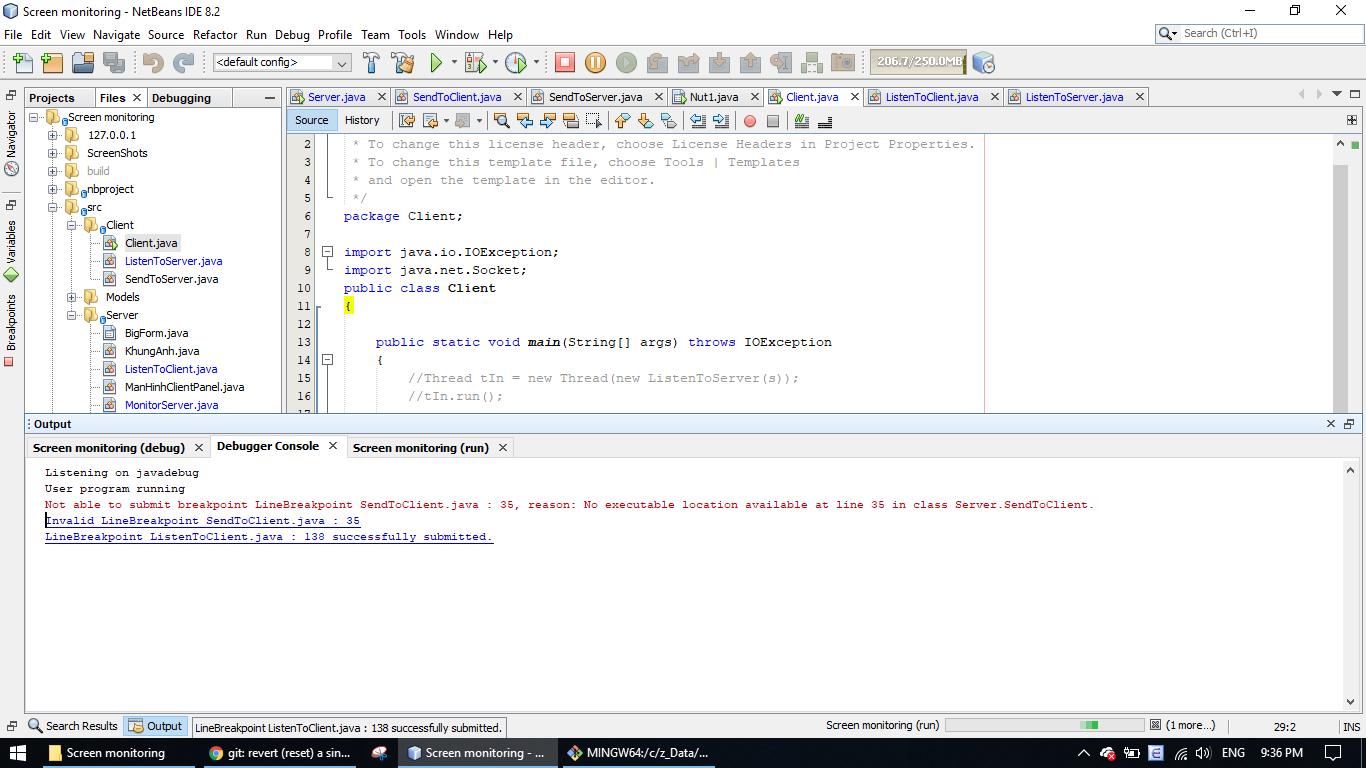 Screen monitoring - NetBeans IDE 8.2
File Edit View Navigate Source Refactor Run Debug Profile Team Tools Window Help
Search (Ctrl+I)
<default config>
206.7/250.0MB
Projects Files Debugging
Server.java SendToClient.java SendToServer.java Nut1.java Client.java ListenToClient.java ListenToServer.java
Source History
Navigator
Variables
Breakpoints
Screen monitoring
127.0.0.1
ScreenShots
build
nbproject
src
Client
Client.java
ListenToServer.java
SendToServer.java
Models
Server
BigForm.java
KhungAnh.java
ListenToClient.java
ManHinhClientPanel.java
MonitorServer.java
2 * To change this license header, choose License Headers in Project Properties.
3 * To change this template file, choose Tools | Templates
4 * and open the template in the editor.
5 */
6 package Client;
7
8 import java.io.IOException;
9 import java.net.Socket;
10 public class Client
11 {
12
13 public static void main(String[] args) throws IOException
14 {
15 //Thread tIn = new Thread(new ListenToServer(s));
16 //tIn.run();
17
Output
Screen monitoring (debug) Debugger Console Screen monitoring (run)
Listening on javadebug
User program running
Not able to submit breakpoint LineBreakpoint SendToClient.java : 35, reason: No executable location available at line 35 in class Server.SendToClient.
Invalid LineBreakpoint SendToClient.java : 35
LineBreakpoint ListenToClient.java : 138 successfully submitted.
Search Results Output LineBreakpoint ListenToClient.java : 138 successfully submitted. Screen monitoring (run) (1 more...) 29:2 INS
Screen monitoring git: revert (reset) a sin... Screen monitoring - ... MINGW64:/c/z_Data/... ENG 9:36 PM